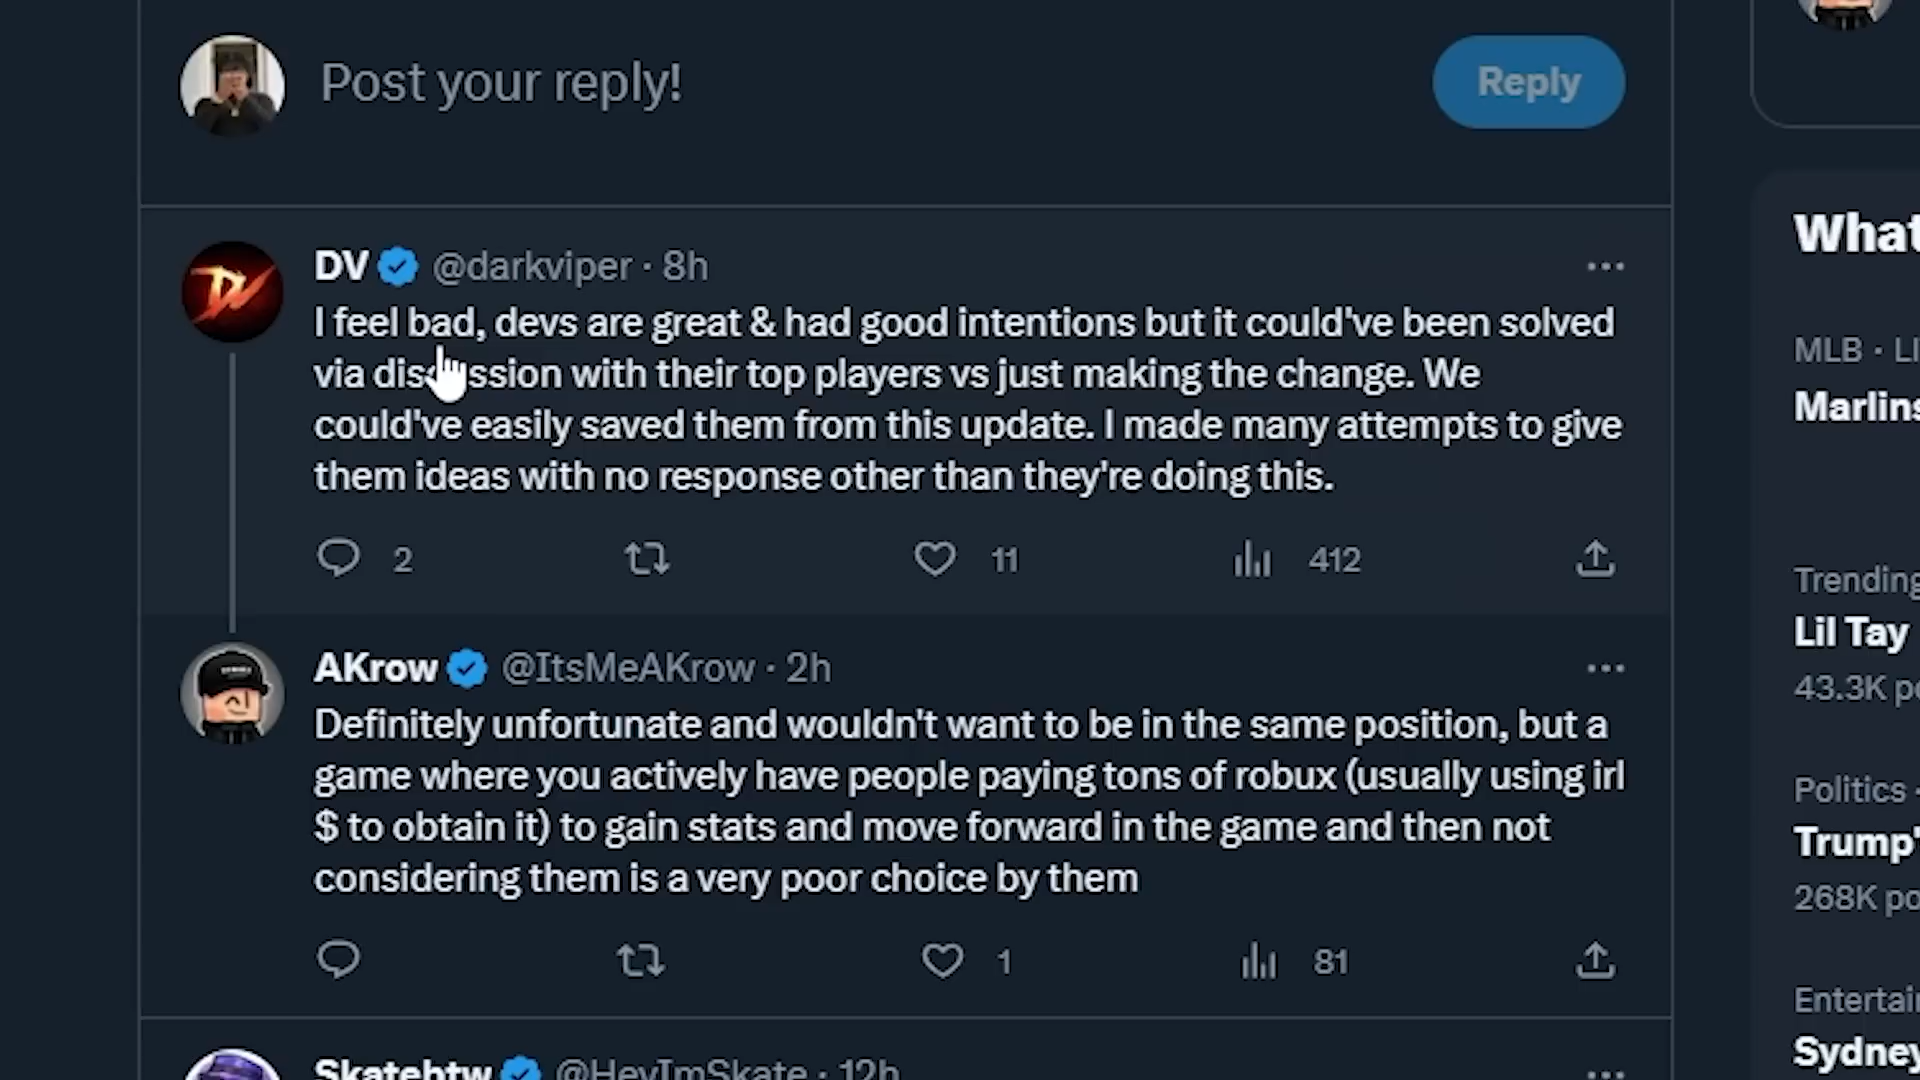 Post your reply!
Reply
DV @darkviper · 8h
I feel bad, devs are great & had good intentions but it could've been solved
via discussion with their top players vs just making the change. We
could've easily saved them from this update. I made many attempts to give
them ideas with no response other than they're doing this.
2 11 412
AKrow @ItsMeAKrow · 2h
Definitely unfortunate and wouldn't want to be in the same position, but a
game where you actively have people paying tons of robux (usually using irl
$ to obtain it) to gain stats and move forward in the game and then not
considering them is a very poor choice by them
1 81
Skatebtw @HeyImSkate · 12h
What
MLB · LI
Marlins
Trending
Lil Tay
43.3K po
Politics ·
Trump'
268K po
Entertain
Sydney